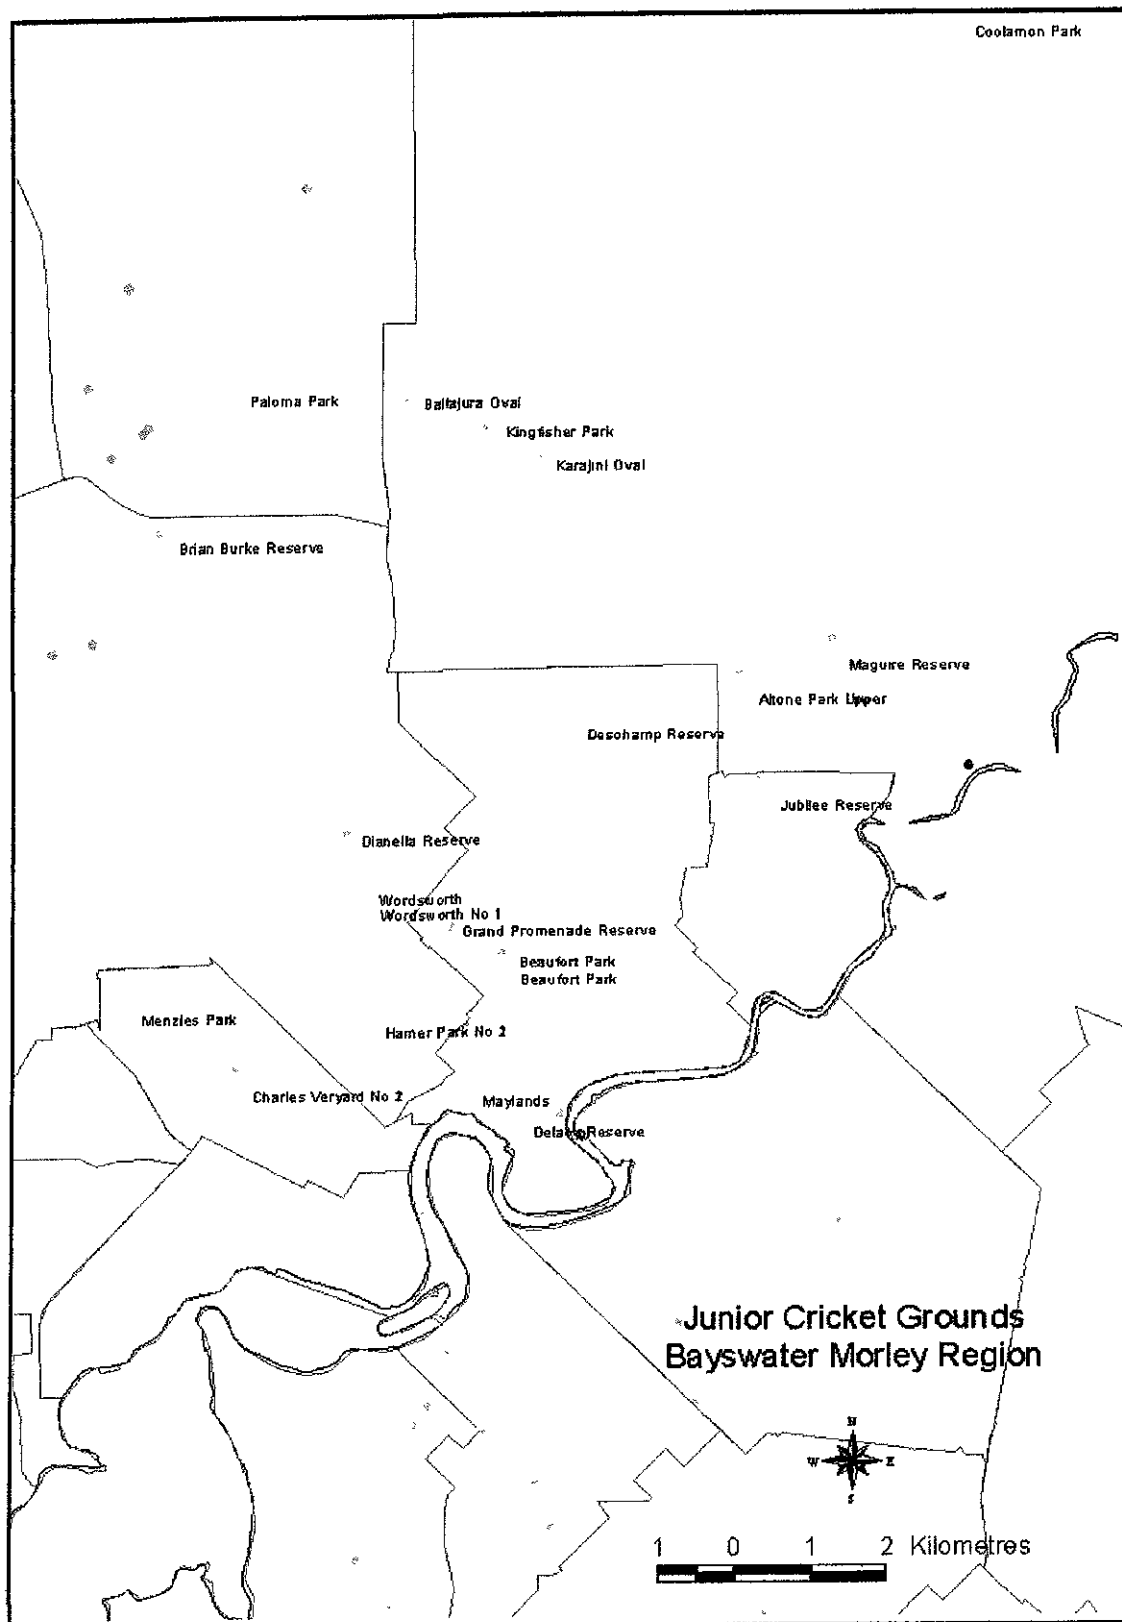 Coolamon Park
Paloma Park
Ballajura Oval
Kingfisher Park
Karajini Oval
Brian Burke Reserve
Maguire Reserve
Altone Park Upper
Deschamp Reserve
Jubilee Reserve
Dianella Reserve
Wordsworth
Wordsworth No 1
Grand Promenade Reserve
Beaufort Park
Beaufort Park
Menzies Park
Hamer Park No 2
Charles Veryard No 2
Maylands
Reserve
Junior Cricket Grounds
Bayswater Morley Region
N
W E
S
1 0 1 2 Kilometres